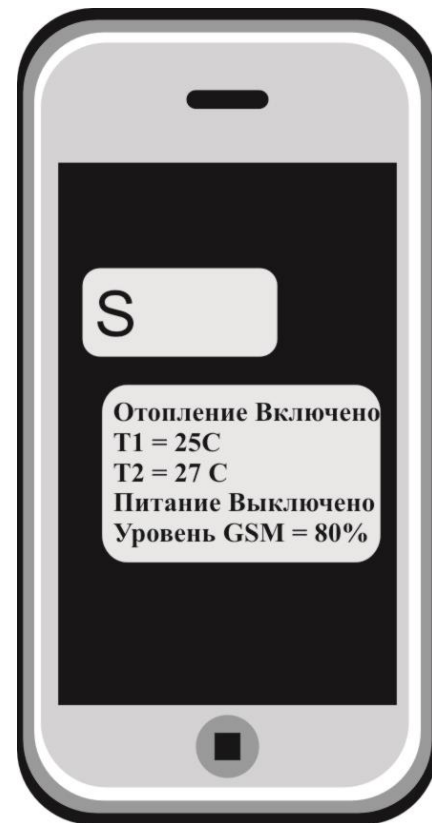 S
Отопление Включено
T1 = 25C
T2 = 27 C
Питание Выключено
Уровень GSM = 80%